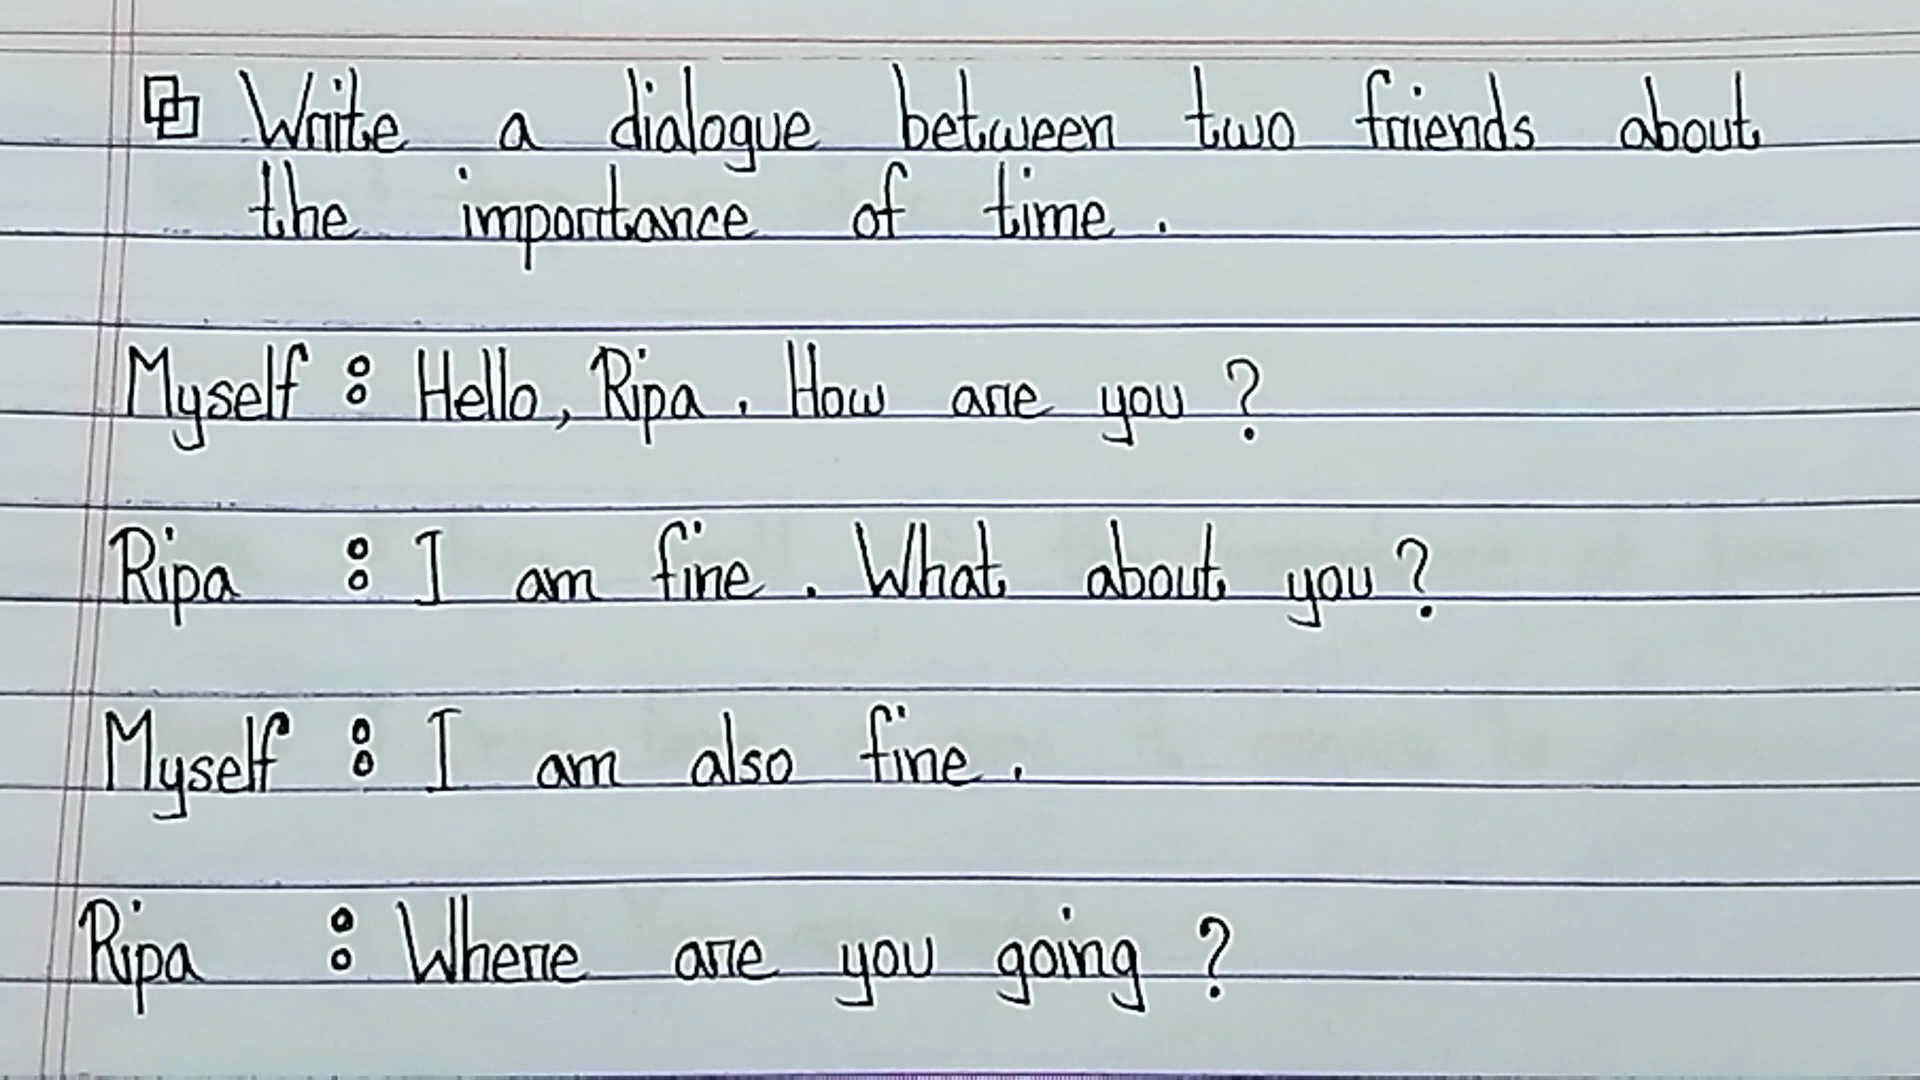 Write a dialogue between two friends about
the importance of time.
Myself : Hello, Ripa. How are you ?
Ripa : I am fine. What about you ?
Myself : I am also fine.
Ripa : Where are you going ?